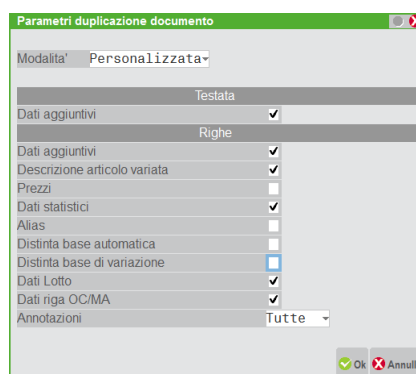 Parametri duplicazione documento
Modalita' Personalizzata
Testata
Dati aggiuntivi
Righe
Dati aggiuntivi
Descrizione articolo variata
Prezzi
Dati statistici
Alias
Distinta base automatica
Distinta base di variazione
Dati Lotto
Dati riga OC/MA
Annotazioni Tutte
Ok Annull